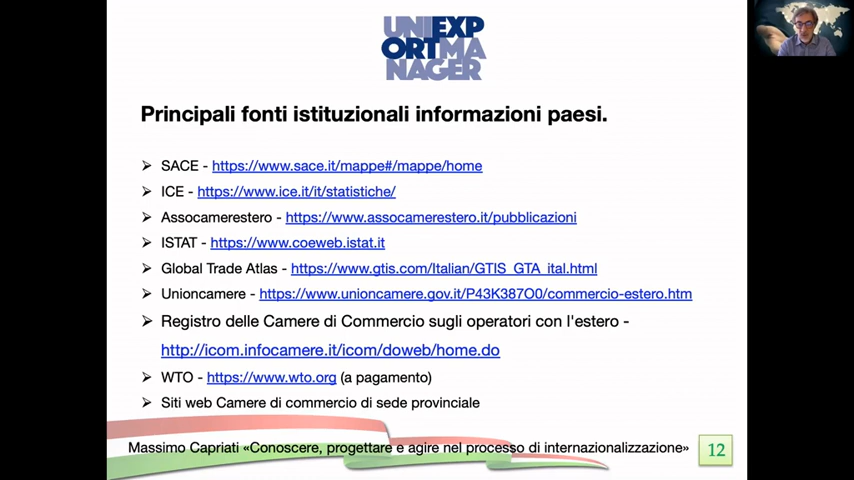 UNIEXP
ORTMA
NAGER
Principali fonti istituzionali informazioni paesi.
➢ SACE - https://www.sace.it/mappe#/mappe/home
➢ ICE - https://www.ice.it/it/statistiche/
➢ Assocamerestero - https://www.assocamerestero.it/pubblicazioni
➢ ISTAT - https://www.coeweb.istat.it
➢ Global Trade Atlas - https://www.gtis.com/Italian/GTIS_GTA_ital.html
➢ Unioncamere - https://www.unioncamere.gov.it/P43K387O0/commercio-estero.htm
➢ Registro delle Camere di Commercio sugli operatori con l'estero -
http://icom.infocamere.it/icom/doweb/home.do
➢ WTO - https://www.wto.org (a pagamento)
➢ Siti web Camere di commercio di sede provinciale
Massimo Capriati «Conoscere, progettare e agire nel processo di internazionalizzazione»
12